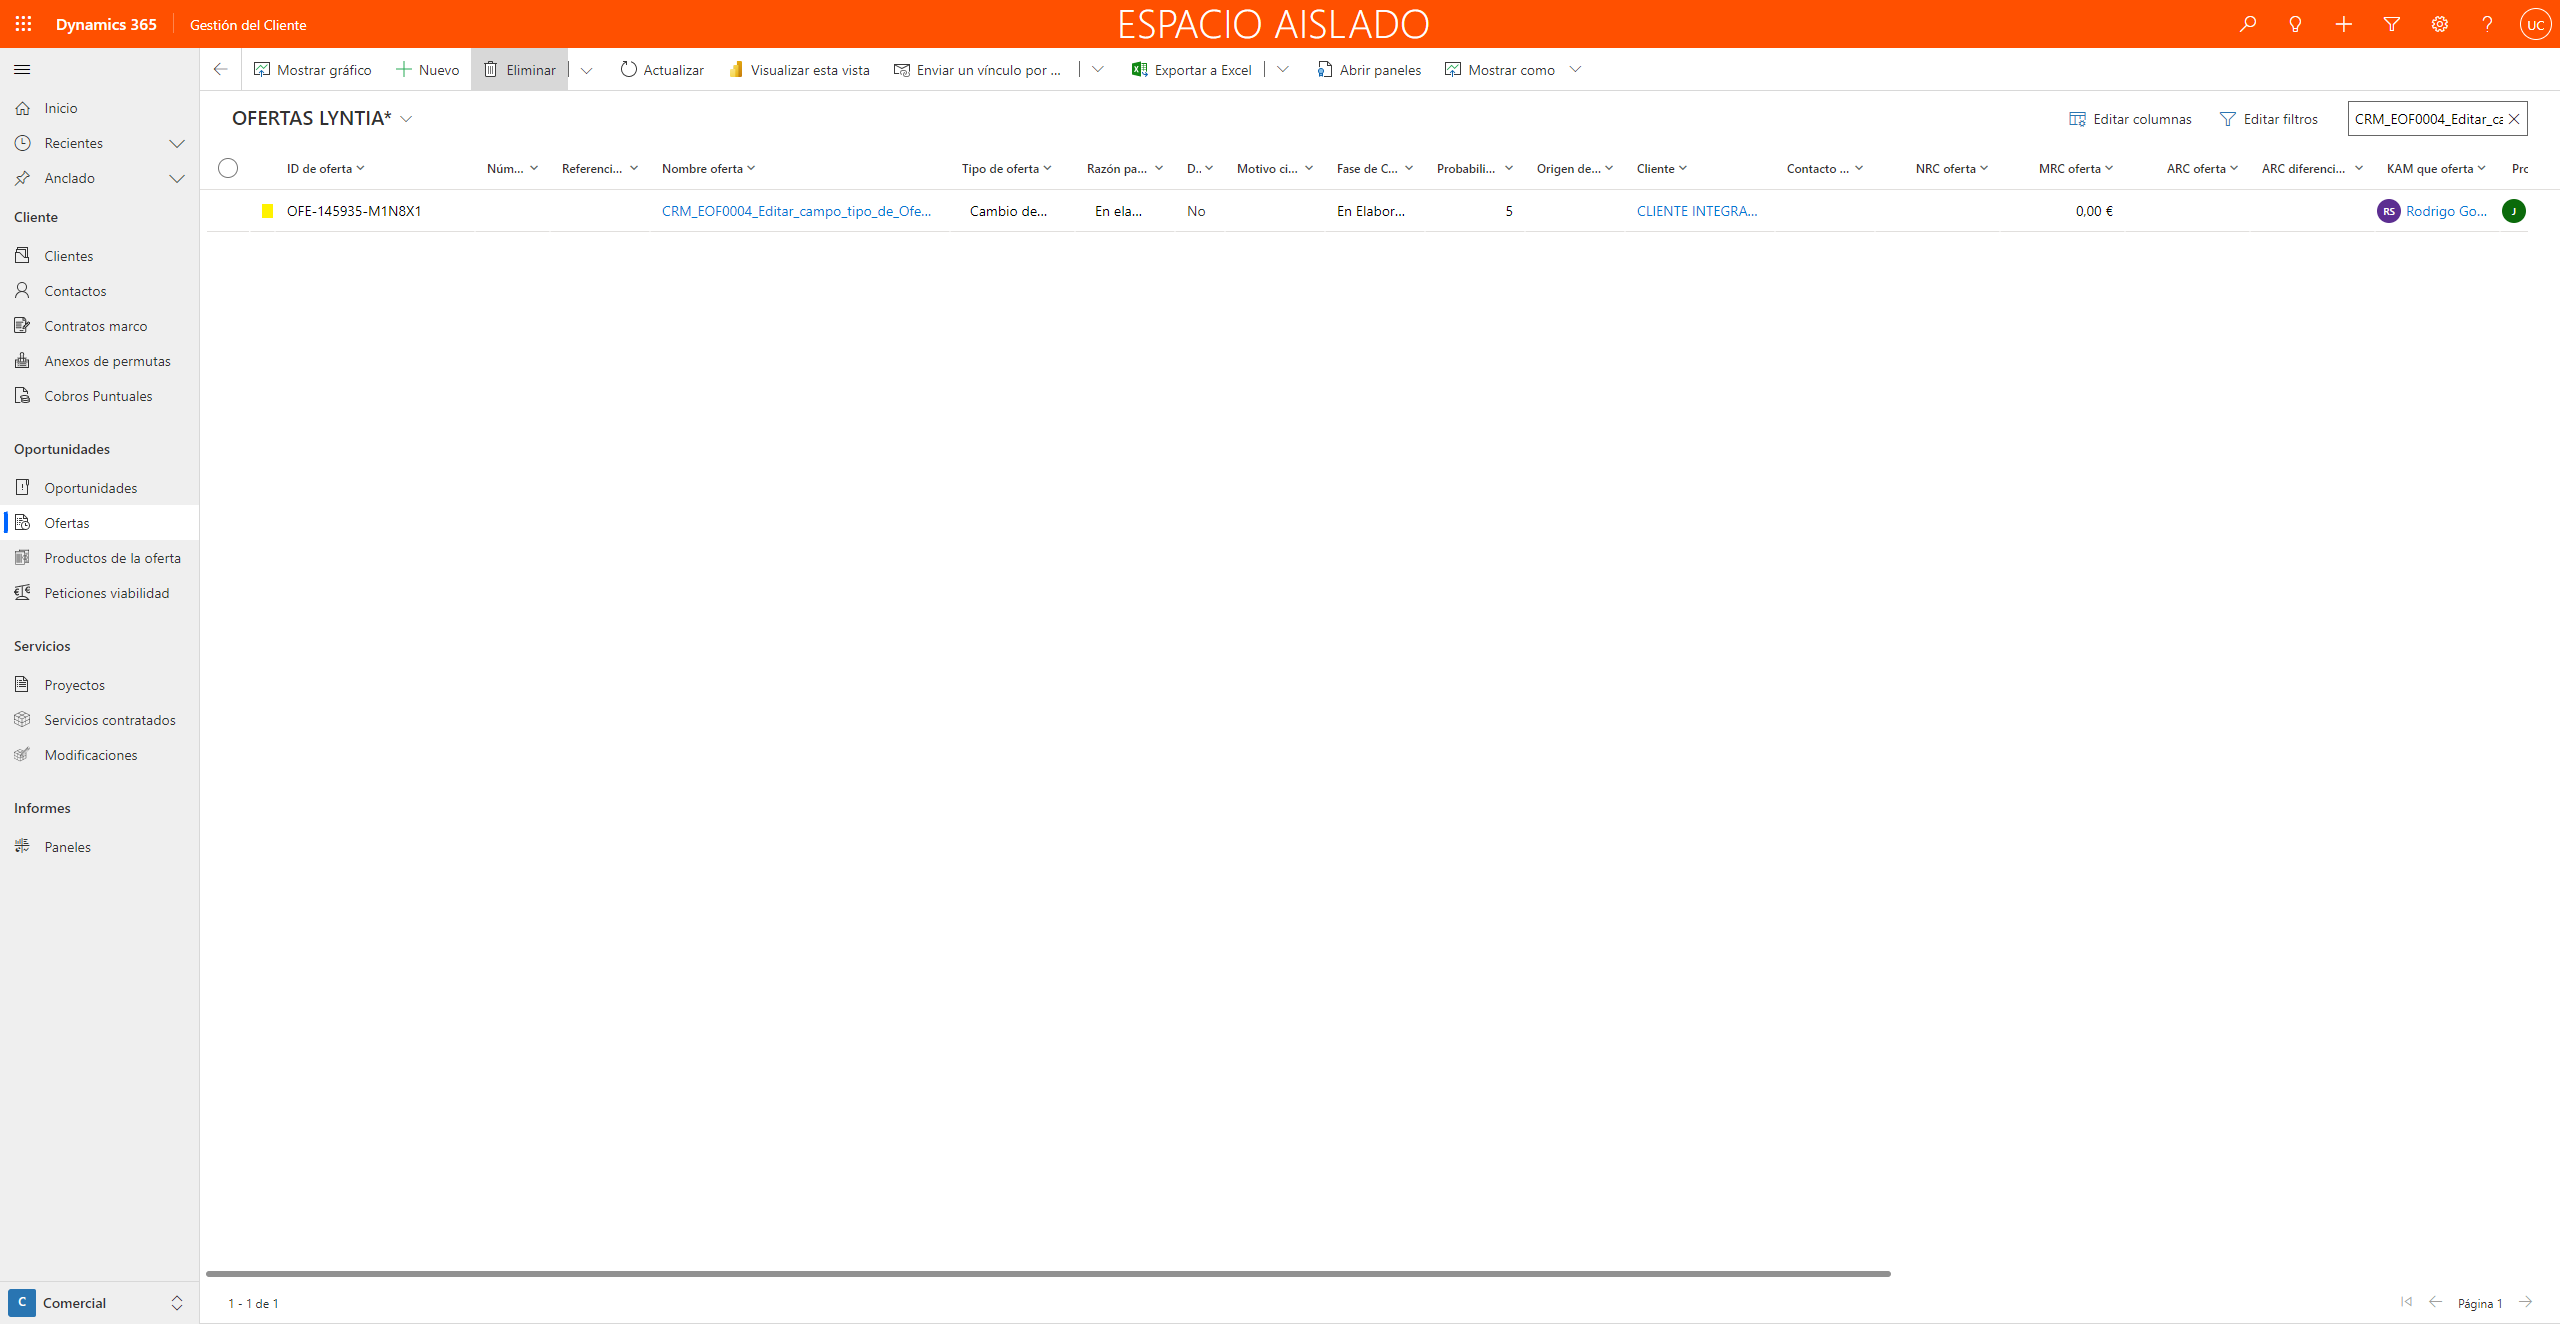 Dynamics 365
Gestión del Cliente
ESPACIO AISLADO
UC
Mostrar gráfico
Nuevo
Eliminar
Actualizar
Visualizar esta vista
Enviar un vínculo por ...
Exportar a Excel
Abrir paneles
Mostrar como
Inicio
Recientes
Anclado
Cliente
Clientes
Contactos
Contratos marco
Anexos de permutas
Cobros Puntuales
Oportunidades
Oportunidades
Ofertas
Productos de la oferta
Peticiones viabilidad
Servicios
Proyectos
Servicios contratados
Modificaciones
Informes
Paneles
C Comercial
OFERTAS LYNTIA*
Editar columnas
Editar filtros
CRM_EOF0004_Editar_ca
ID de oferta Núm... Referenci... Nombre oferta Tipo de oferta Razón pa... D.. Motivo ci... Fase de C... Probabili... Origen de... Cliente Contacto ... NRC oferta MRC oferta ARC oferta ARC diferenci... KAM que oferta Prc
OFE-145935-M1N8X1 CRM_EOF0004_Editar_campo_tipo_de_Ofe... Cambio de... En ela... No En Elabor... 5 CLIENTE INTEGRA... 0,00 € RS Rodrigo Go... J
1 - 1 de 1
Página 1